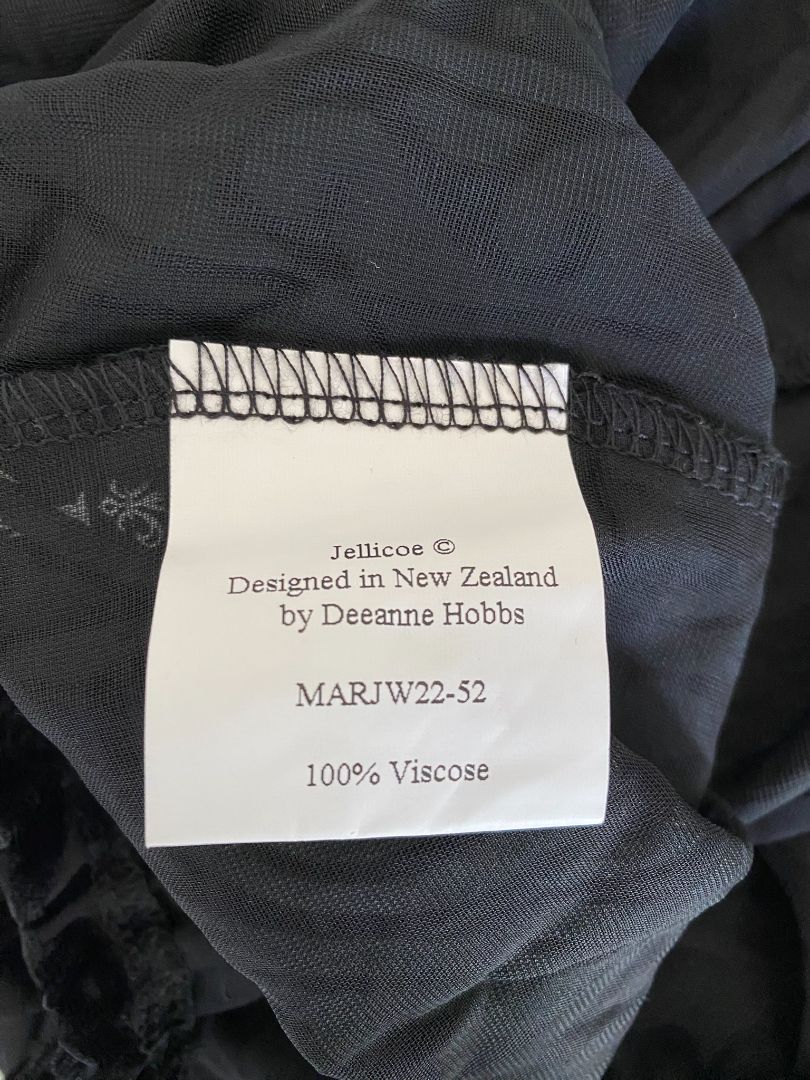 Jellicoe ©
Designed in New Zealand
by Deeanne Hobbs
MARJW22-52
100% Viscose